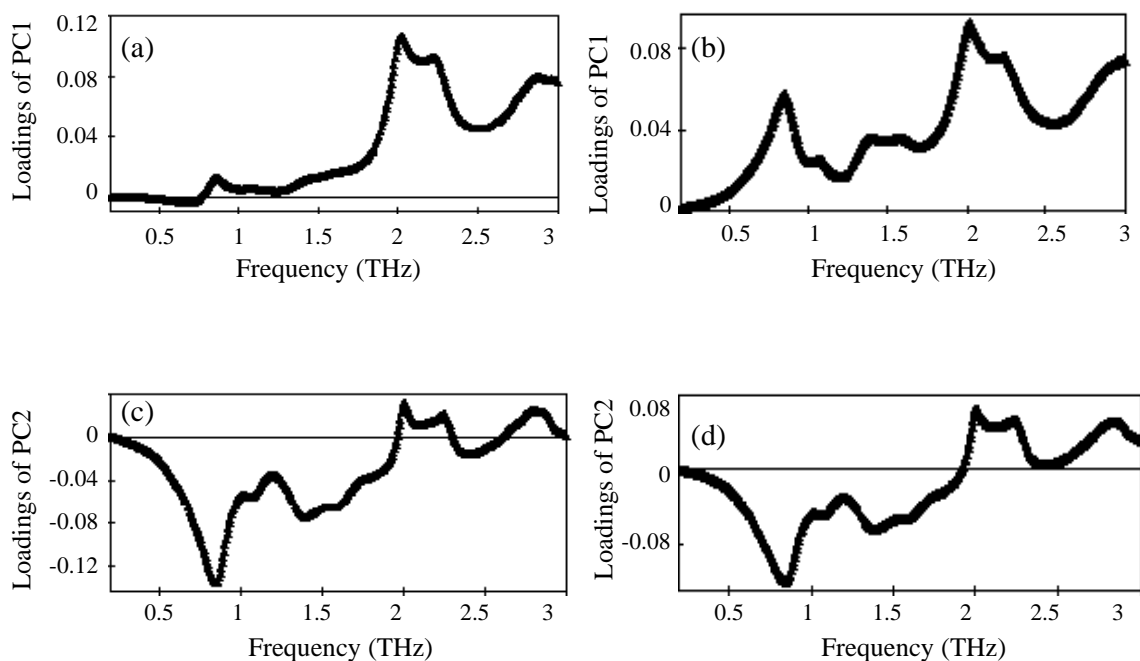 (a)
Loadings of PC1
0.12
0.08
0.04
0
0.5 1 1.5 2 2.5 3
Frequency (THz)
(b)
Loadings of PC1
0.08
0.04
0
0.5 1 1.5 2 2.5 3
Frequency (THz)
(c)
Loadings of PC2
0
-0.04
-0.08
-0.12
0.5 1 1.5 2 2.5 3
Frequency (THz)
(d)
Loadings of PC2
0.08
0
-0.08
0.5 1 1.5 2 2.5 3
Frequency (THz)